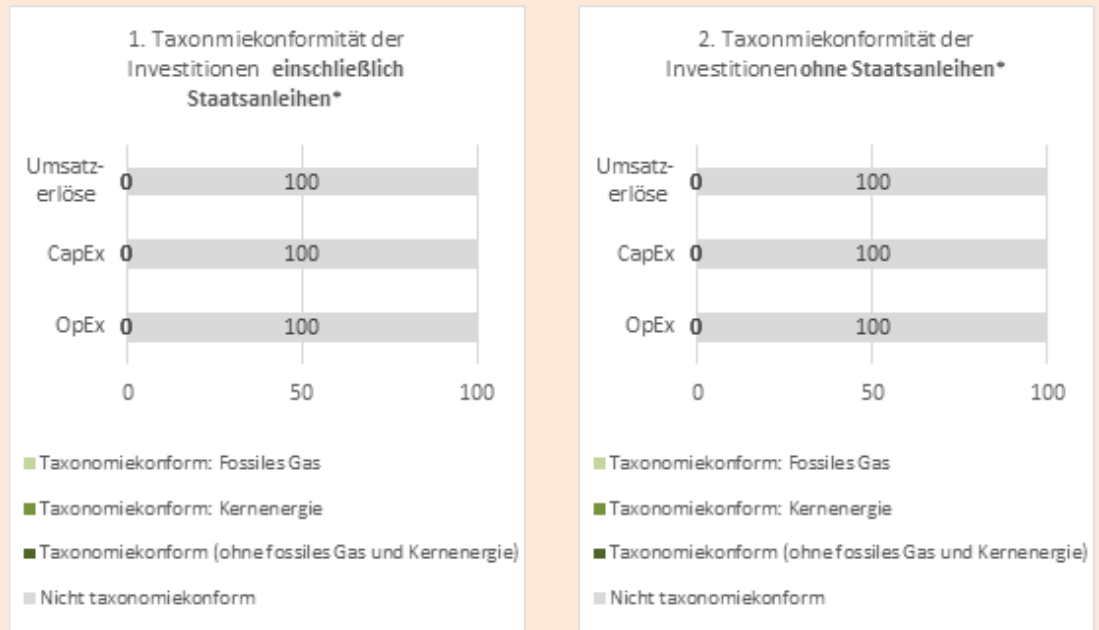 1. Taxonmiekonformität der
Investitionen einschließlich
Staatsanleihen*
Umsatz-
erlöse
0
100
CapEx
0
100
OpEx
0
100
0
50
100
Taxonomiekonform: Fossiles Gas
Taxonomiekonform: Kernenergie
Taxonomiekonform (ohne fossiles Gas und Kernenergie)
Nicht taxonomiekonform
2. Taxonmiekonformität der
Investitionen ohne Staatsanleihen*
Umsatz-
erlöse
0
100
CapEx
0
100
OpEx
0
100
0
50
100
Taxonomiekonform: Fossiles Gas
Taxonomiekonform: Kernenergie
Taxonomiekonform (ohne fossiles Gas und Kernenergie)
Nicht taxonomiekonform